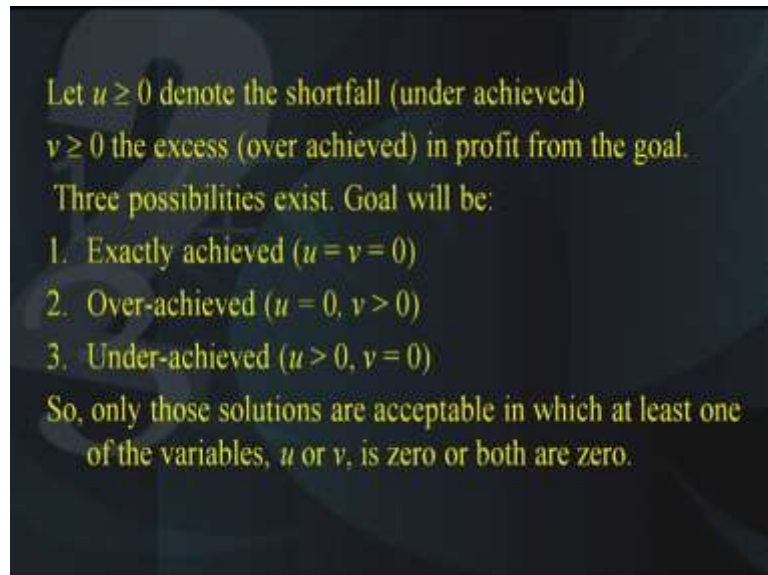 Let u ≥ 0 denote the shortfall (under achieved)
v ≥ 0 the excess (over achieved) in profit from the goal.
Three possibilities exist. Goal will be:
1. Exactly achieved (u = v = 0)
2. Over-achieved (u = 0, v > 0)
3. Under-achieved (u > 0, v = 0)
So, only those solutions are acceptable in which at least one
of the variables, u or v, is zero or both are zero.